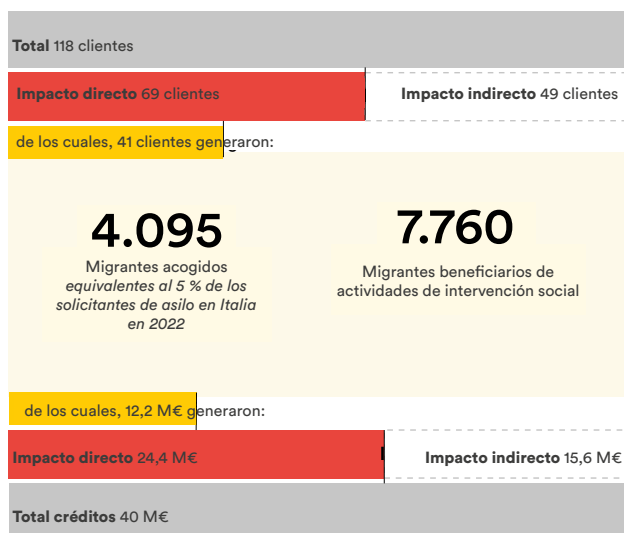 Total 118 clientes
Impacto directo 69 clientes
Impacto indirecto 49 clientes
de los cuales, 41 clientes generaron:
4.095
Migrantes acogidos
equivalentes al 5 % de los
solicitantes de asilo en Italia
en 2022
7.760
Migrantes beneficiarios de
actividades de intervención social
de los cuales, 12,2 M€ generaron:
Impacto directo 24,4 M€
Impacto indirecto 15,6 M€
Total créditos 40 M€